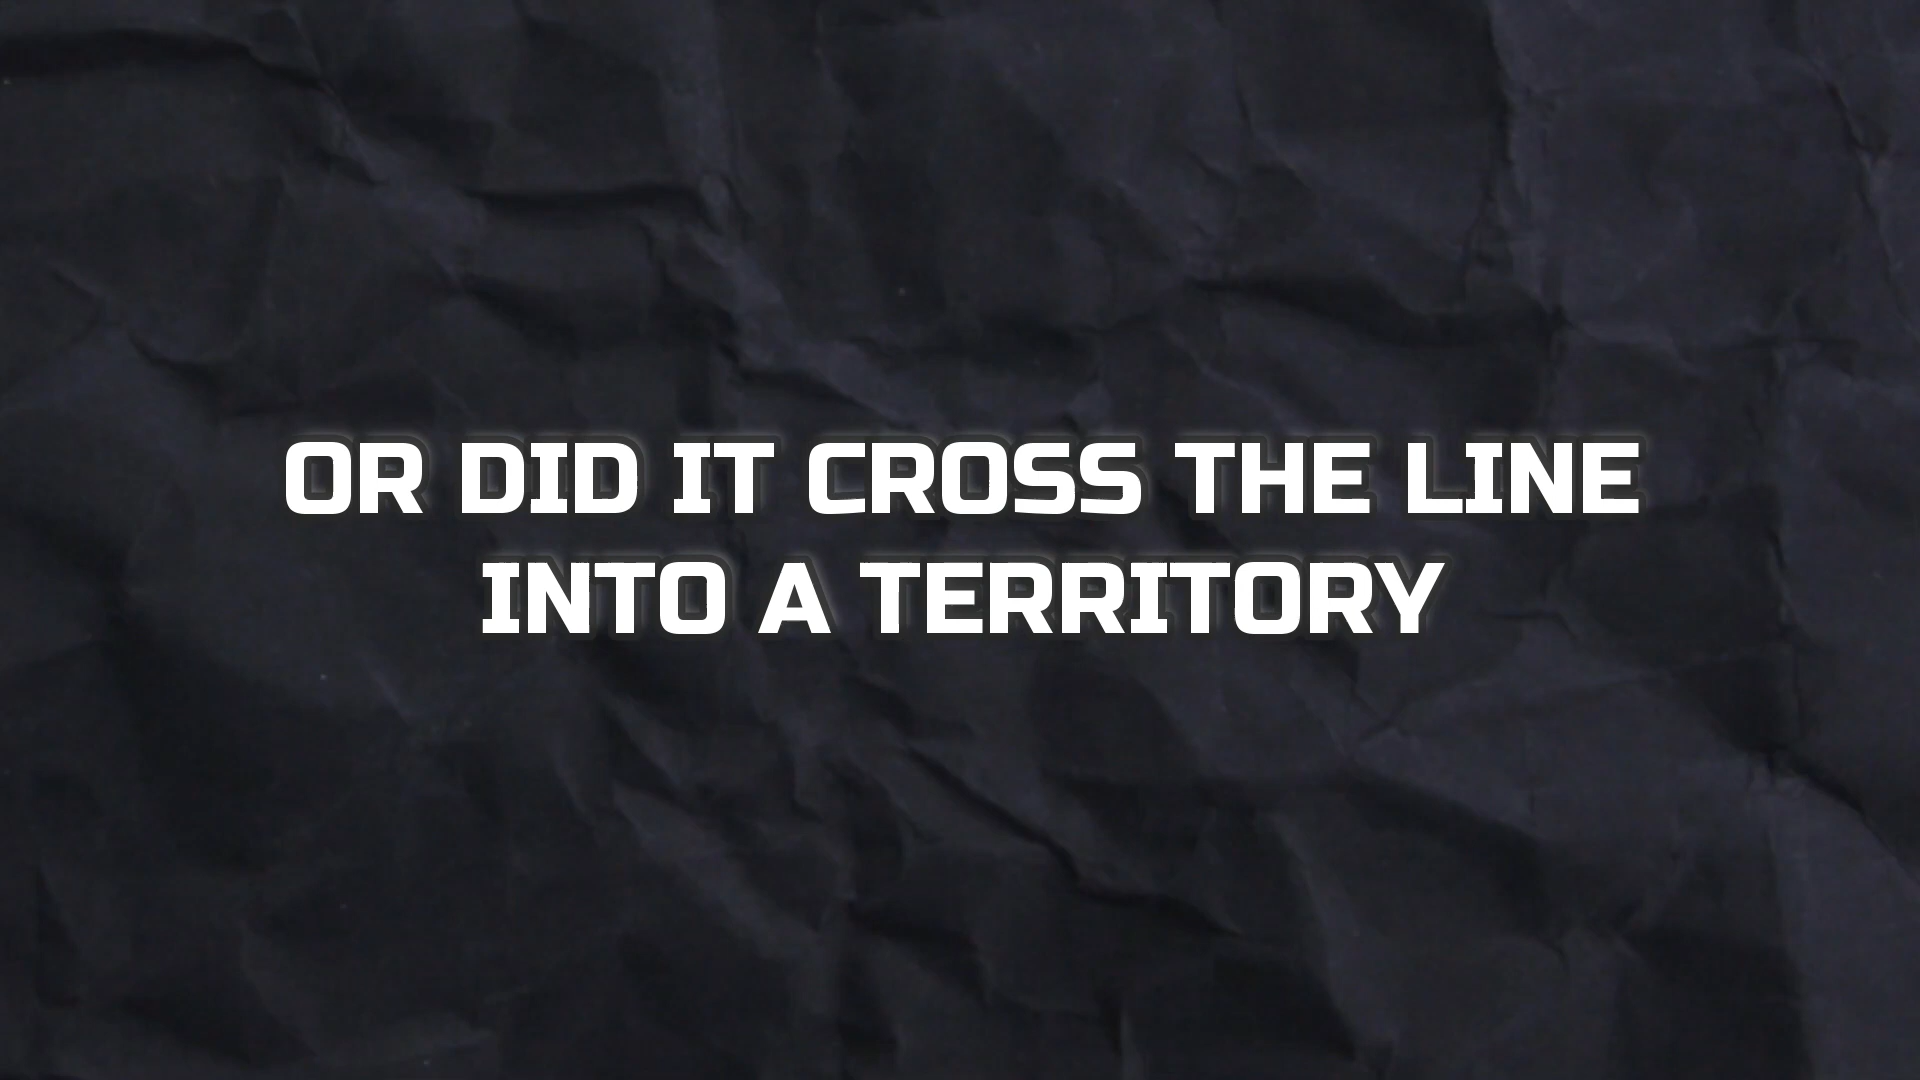 OR DID IT CROSS THE LINE
INTO A TERRITORY